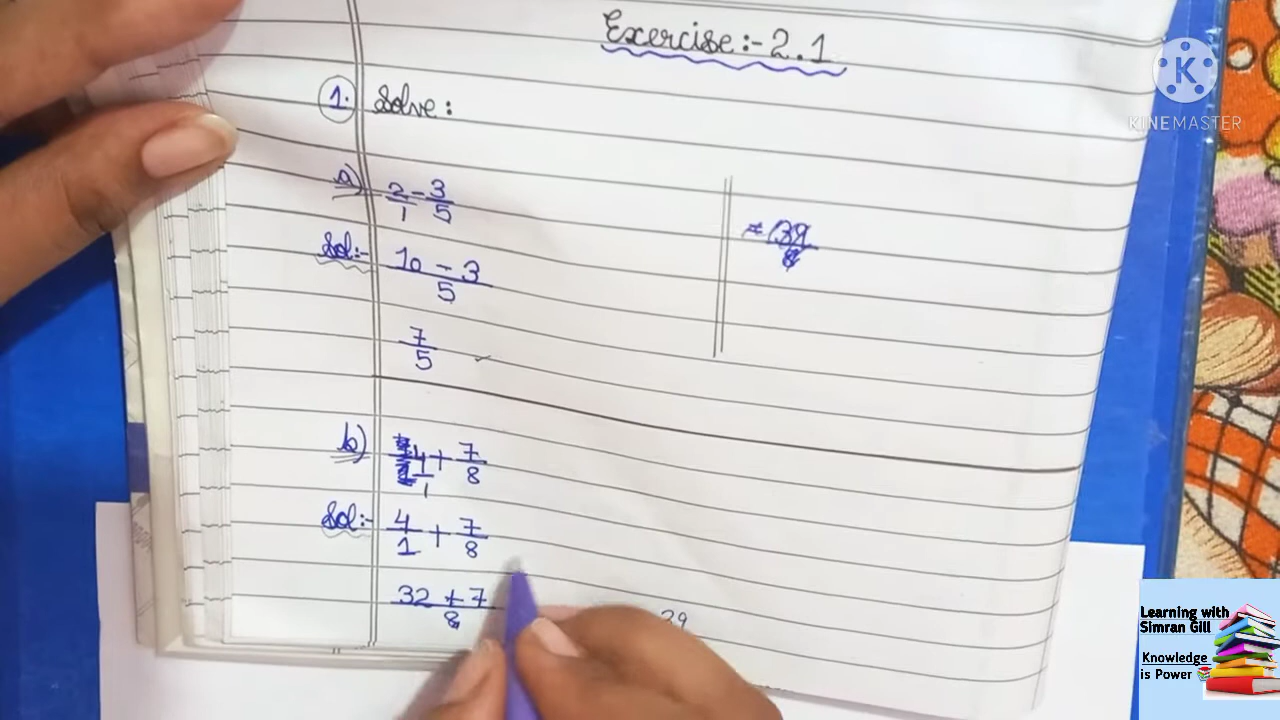 Exercise:- 2.1
1. Solve:
a) 2/1 - 3/5
Sol:- 10 - 3 / 5
7/5
b) 4/1 + 7/8
Sol:- 4/1 + 7/8
32 + 7 / 8
= 39/8
39
KINEMASTER
Learning with
Simran Gill
Knowledge
is Power